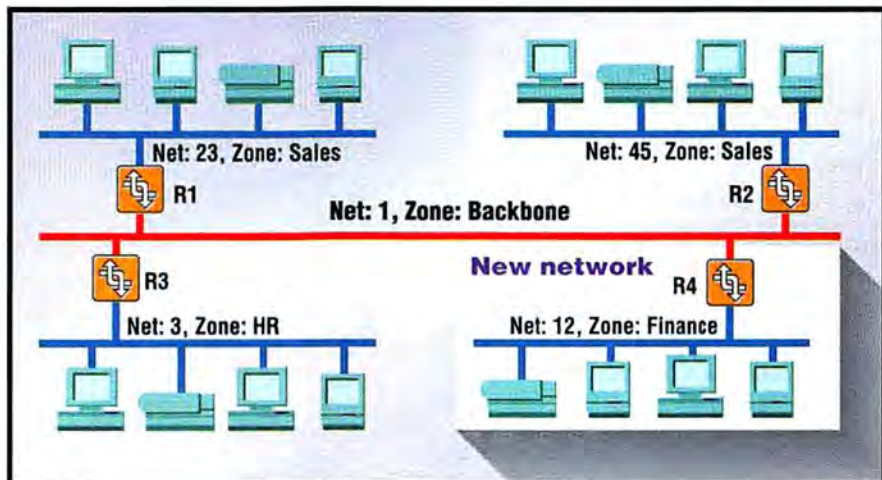 Net: 23, Zone: Sales
Net: 45, Zone: Sales
R1
R2
Net: 1, Zone: Backbone
R3
New network
R4
Net: 3, Zone: HR
Net: 12, Zone: Finance